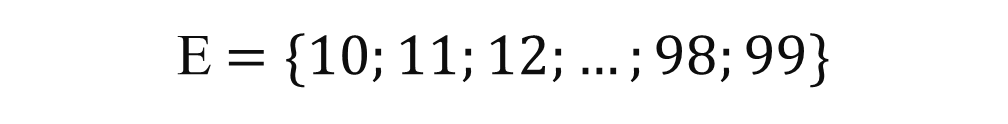 E = {10; 11; 12; … ; 98; 99}